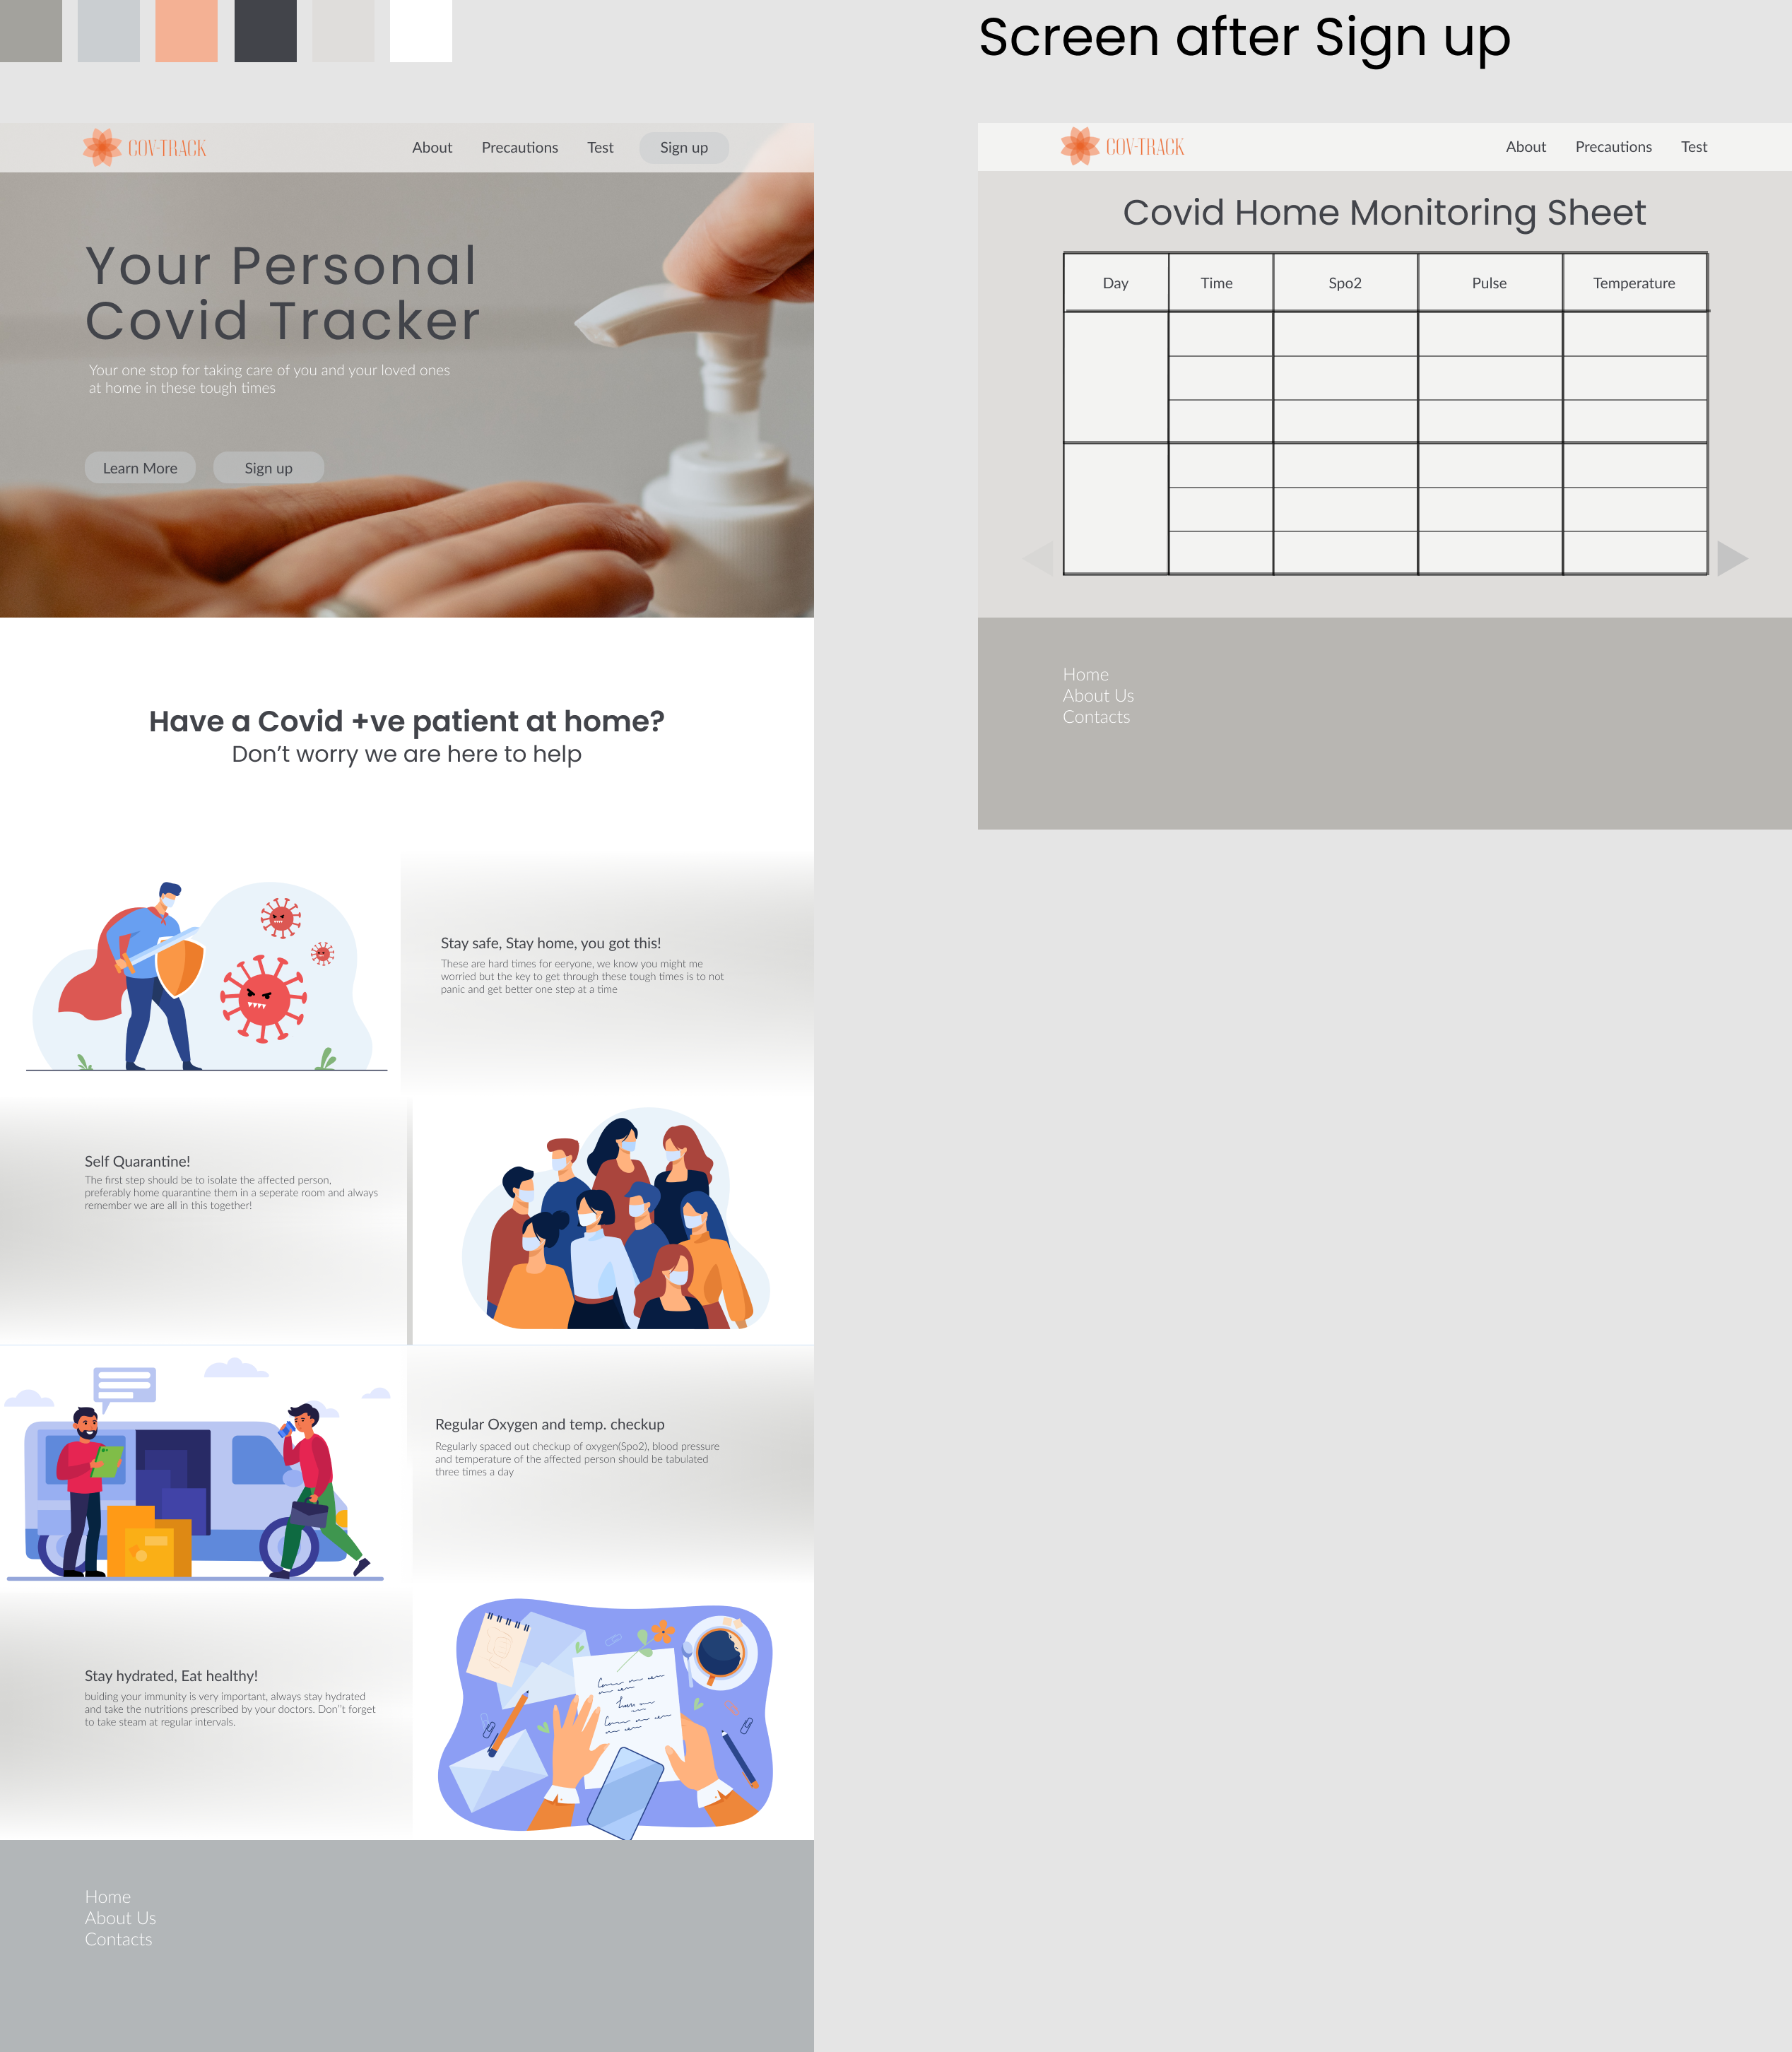 Screen after Sign up
COV-TRACK
About
Precautions
Test
Sign up
Your Personal
Covid Tracker
Your one stop for taking care of you and your loved ones
at home in these tough times
Learn More
Sign up
Have a Covid +ve patient at home?
Don’t worry we are here to help
Stay safe, Stay home, you got this!
These are hard times for eeryone, we know you might me
worried but the key to get through these tough times is to not
panic and get better one step at a time
Self Quarantine!
The first step should be to isolate the affected person,
preferably home quarantine them in a seperate room and always
remember we are all in this together!
Regular Oxygen and temp. checkup
Regularly spaced out checkup of oxygen(Spo2), blood pressure
and temperature of the affected person should be tabulated
three times a day
Stay hydrated, Eat healthy!
buiding your immunity is very important, always stay hydrated
and take the nutritions prescribed by your doctors. Don''t forget
to take steam at regular intervals.
Home
About Us
Contacts
COV-TRACK
About
Precautions
Test
Covid Home Monitoring Sheet
Day
Time
Spo2
Pulse
Temperature
Home
About Us
Contacts